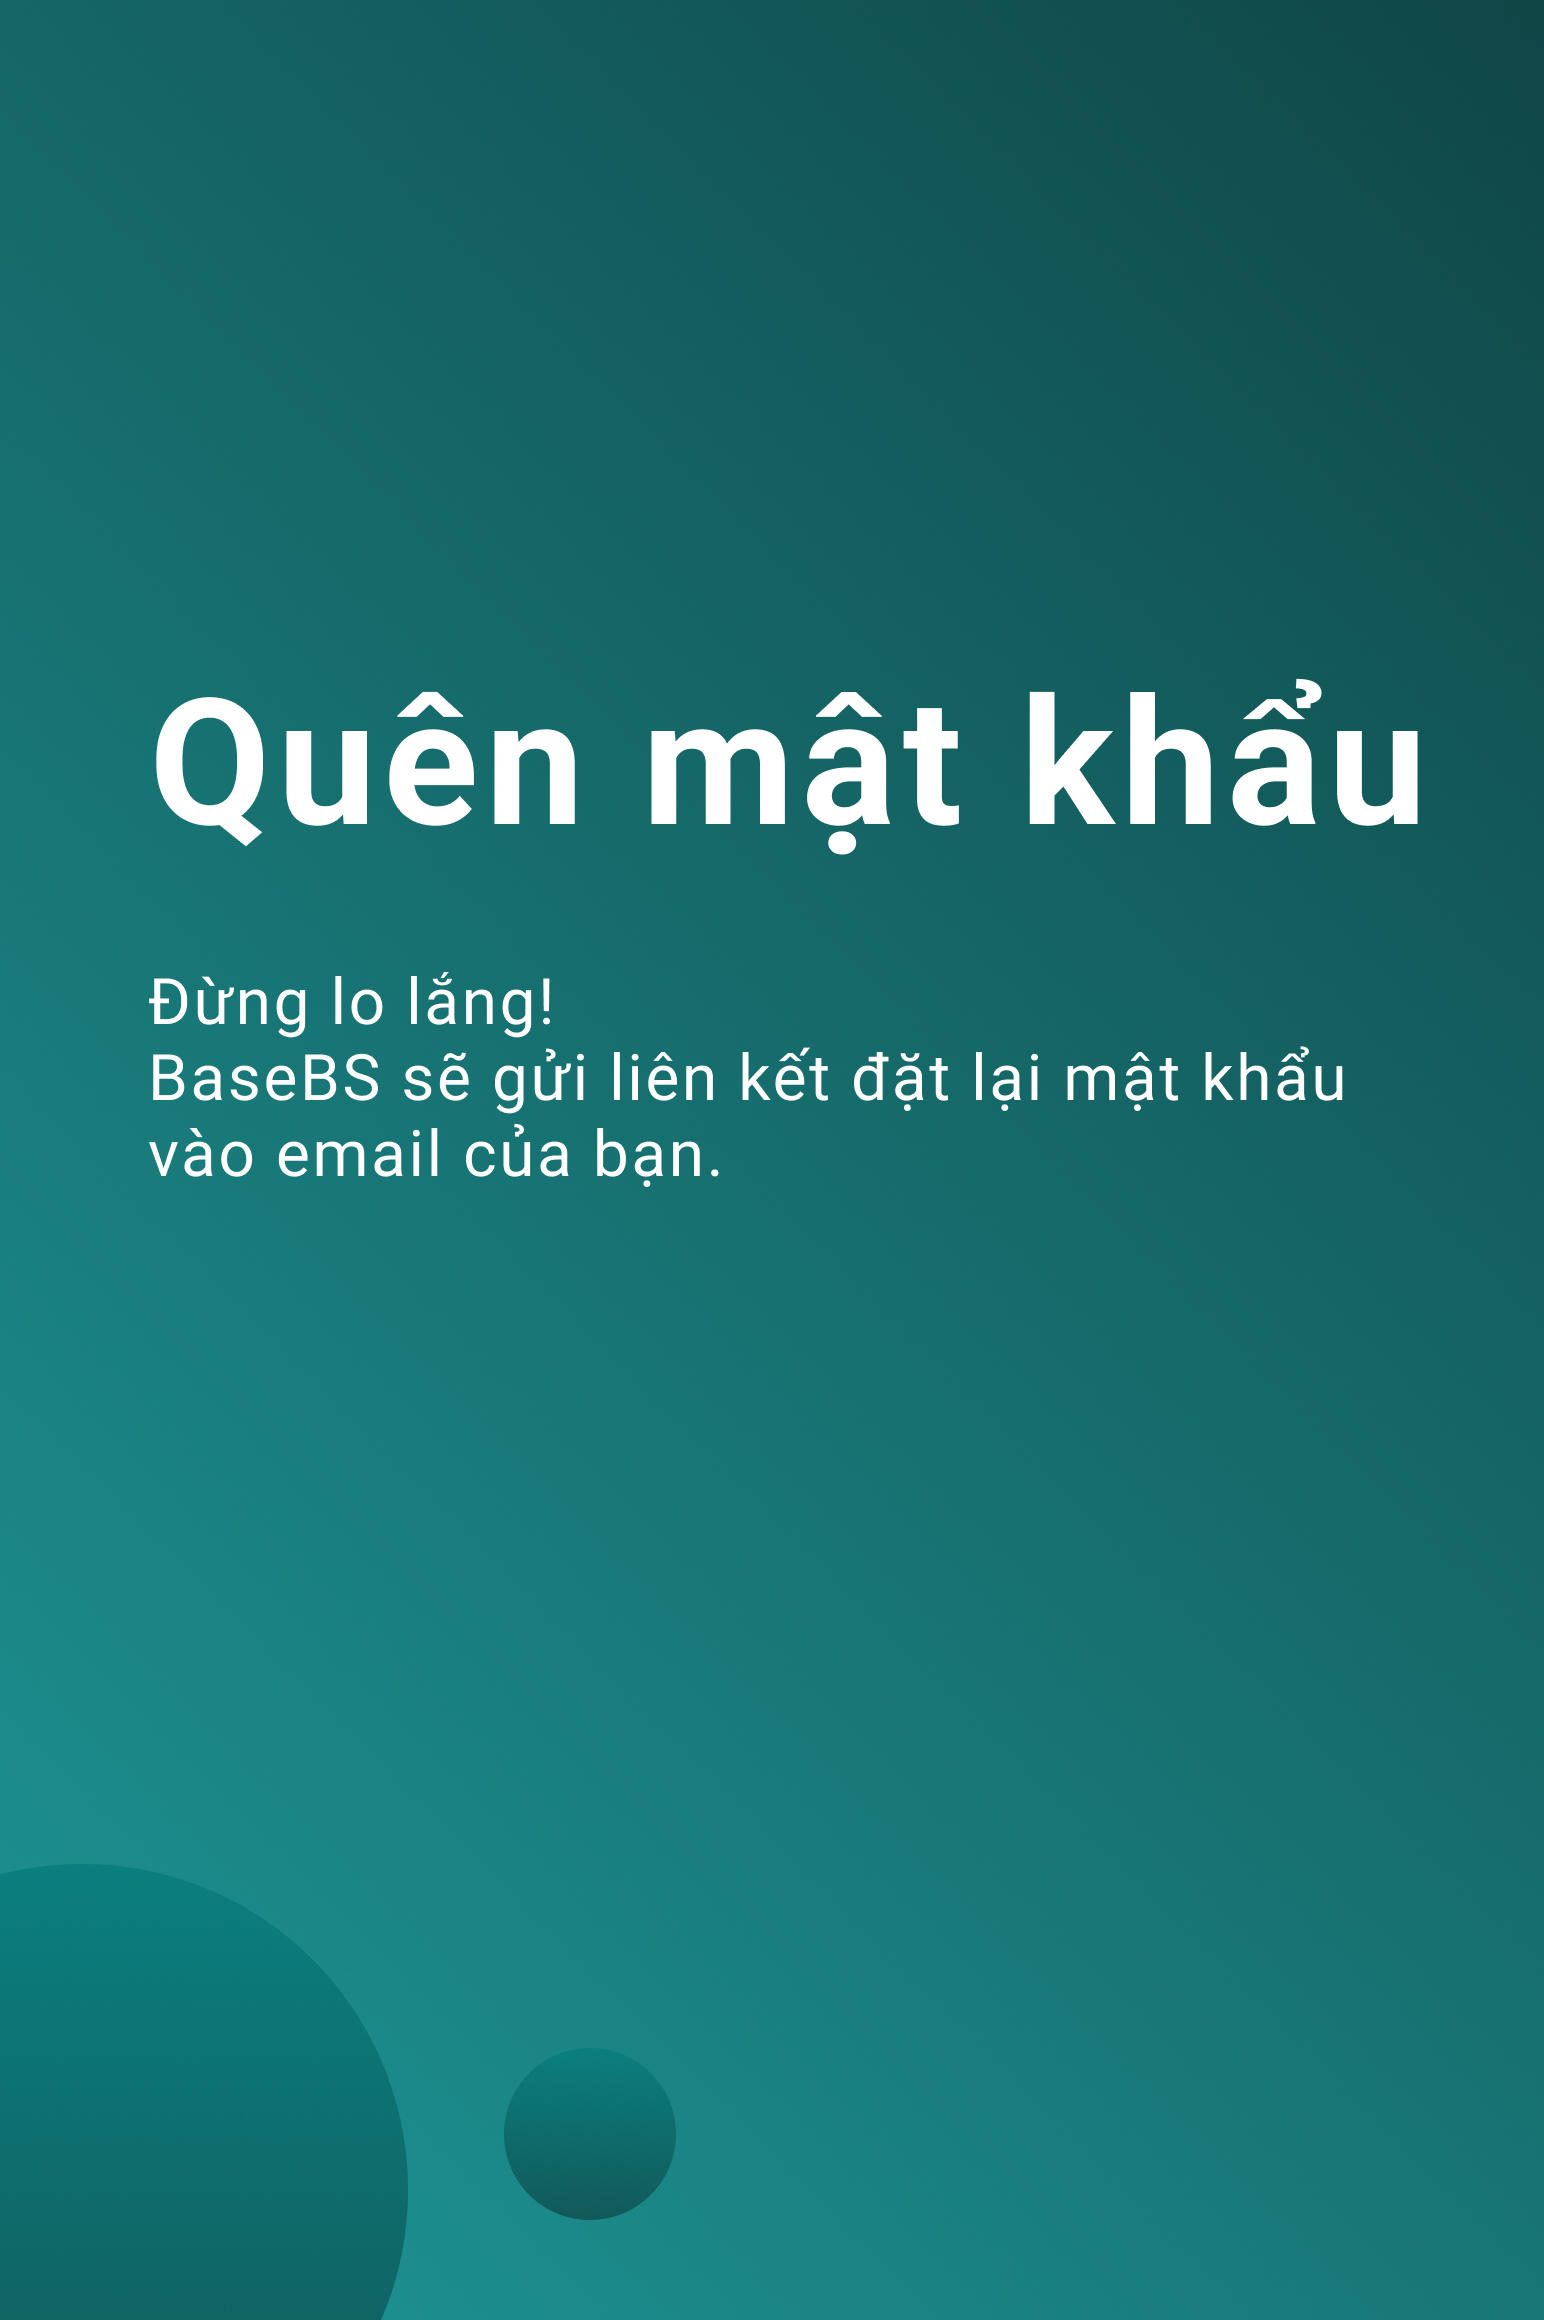 Quên mật khẩu
Đừng lo lắng!
BaseBS sẽ gửi liên kết đặt lại mật khẩu
vào email của bạn.